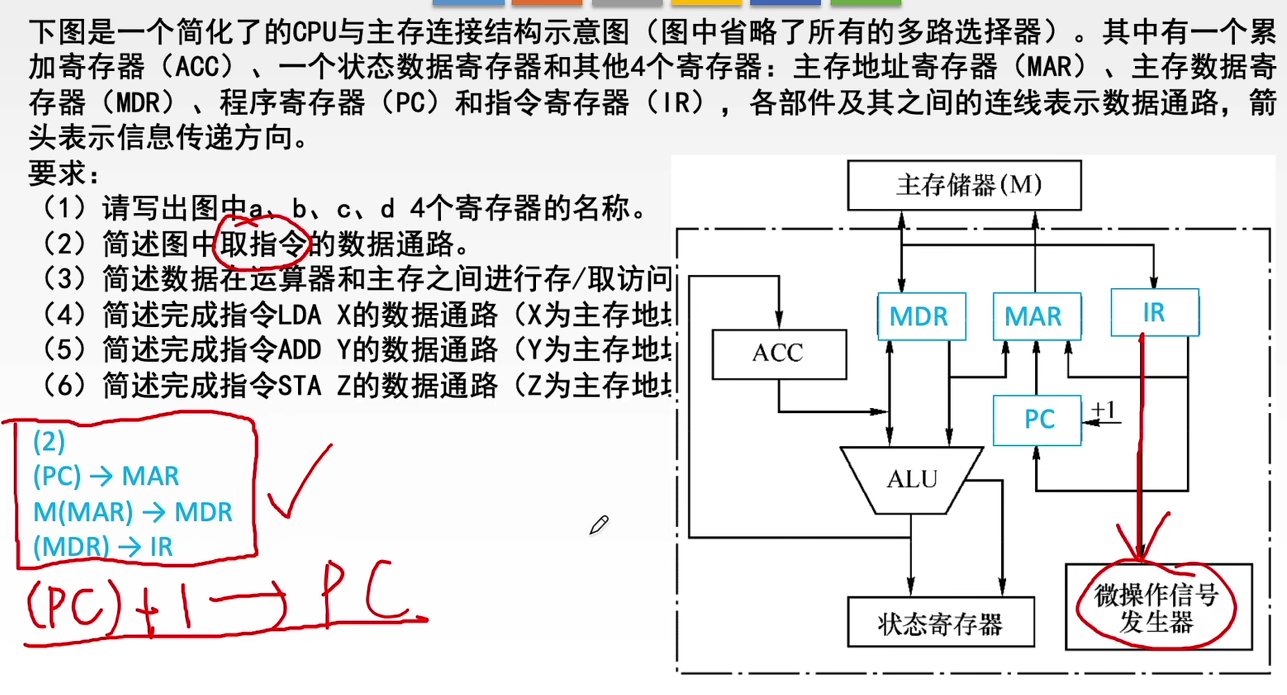 下图是一个简化了的CPU与主存连接结构示意图（图中省略了所有的多路选择器）。其中有一个累
加寄存器（ACC）、一个状态数据寄存器和其他4个寄存器：主存地址寄存器（MAR）、主存数据寄
存器（MDR）、程序寄存器（PC）和指令寄存器（IR），各部件及其之间的连线表示数据通路，箭
头表示信息传递方向。
要求：
（1）请写出图中a、b、c、d 4个寄存器的名称。
（2）简述图中取指令的数据通路。
（3）简述数据在运算器和主存之间进行存/取访问
（4）简述完成指令LDA X的数据通路（X为主存地址
（5）简述完成指令ADD Y的数据通路（Y为主存地址
（6）简述完成指令STA Z的数据通路（Z为主存地址
(2)
(PC) → MAR
M(MAR) → MDR
(MDR) → IR
(PC)+1→PC
主存储器(M)
MDR
MAR
IR
ACC
PC
+1
ALU
状态寄存器
微操作信号
发生器